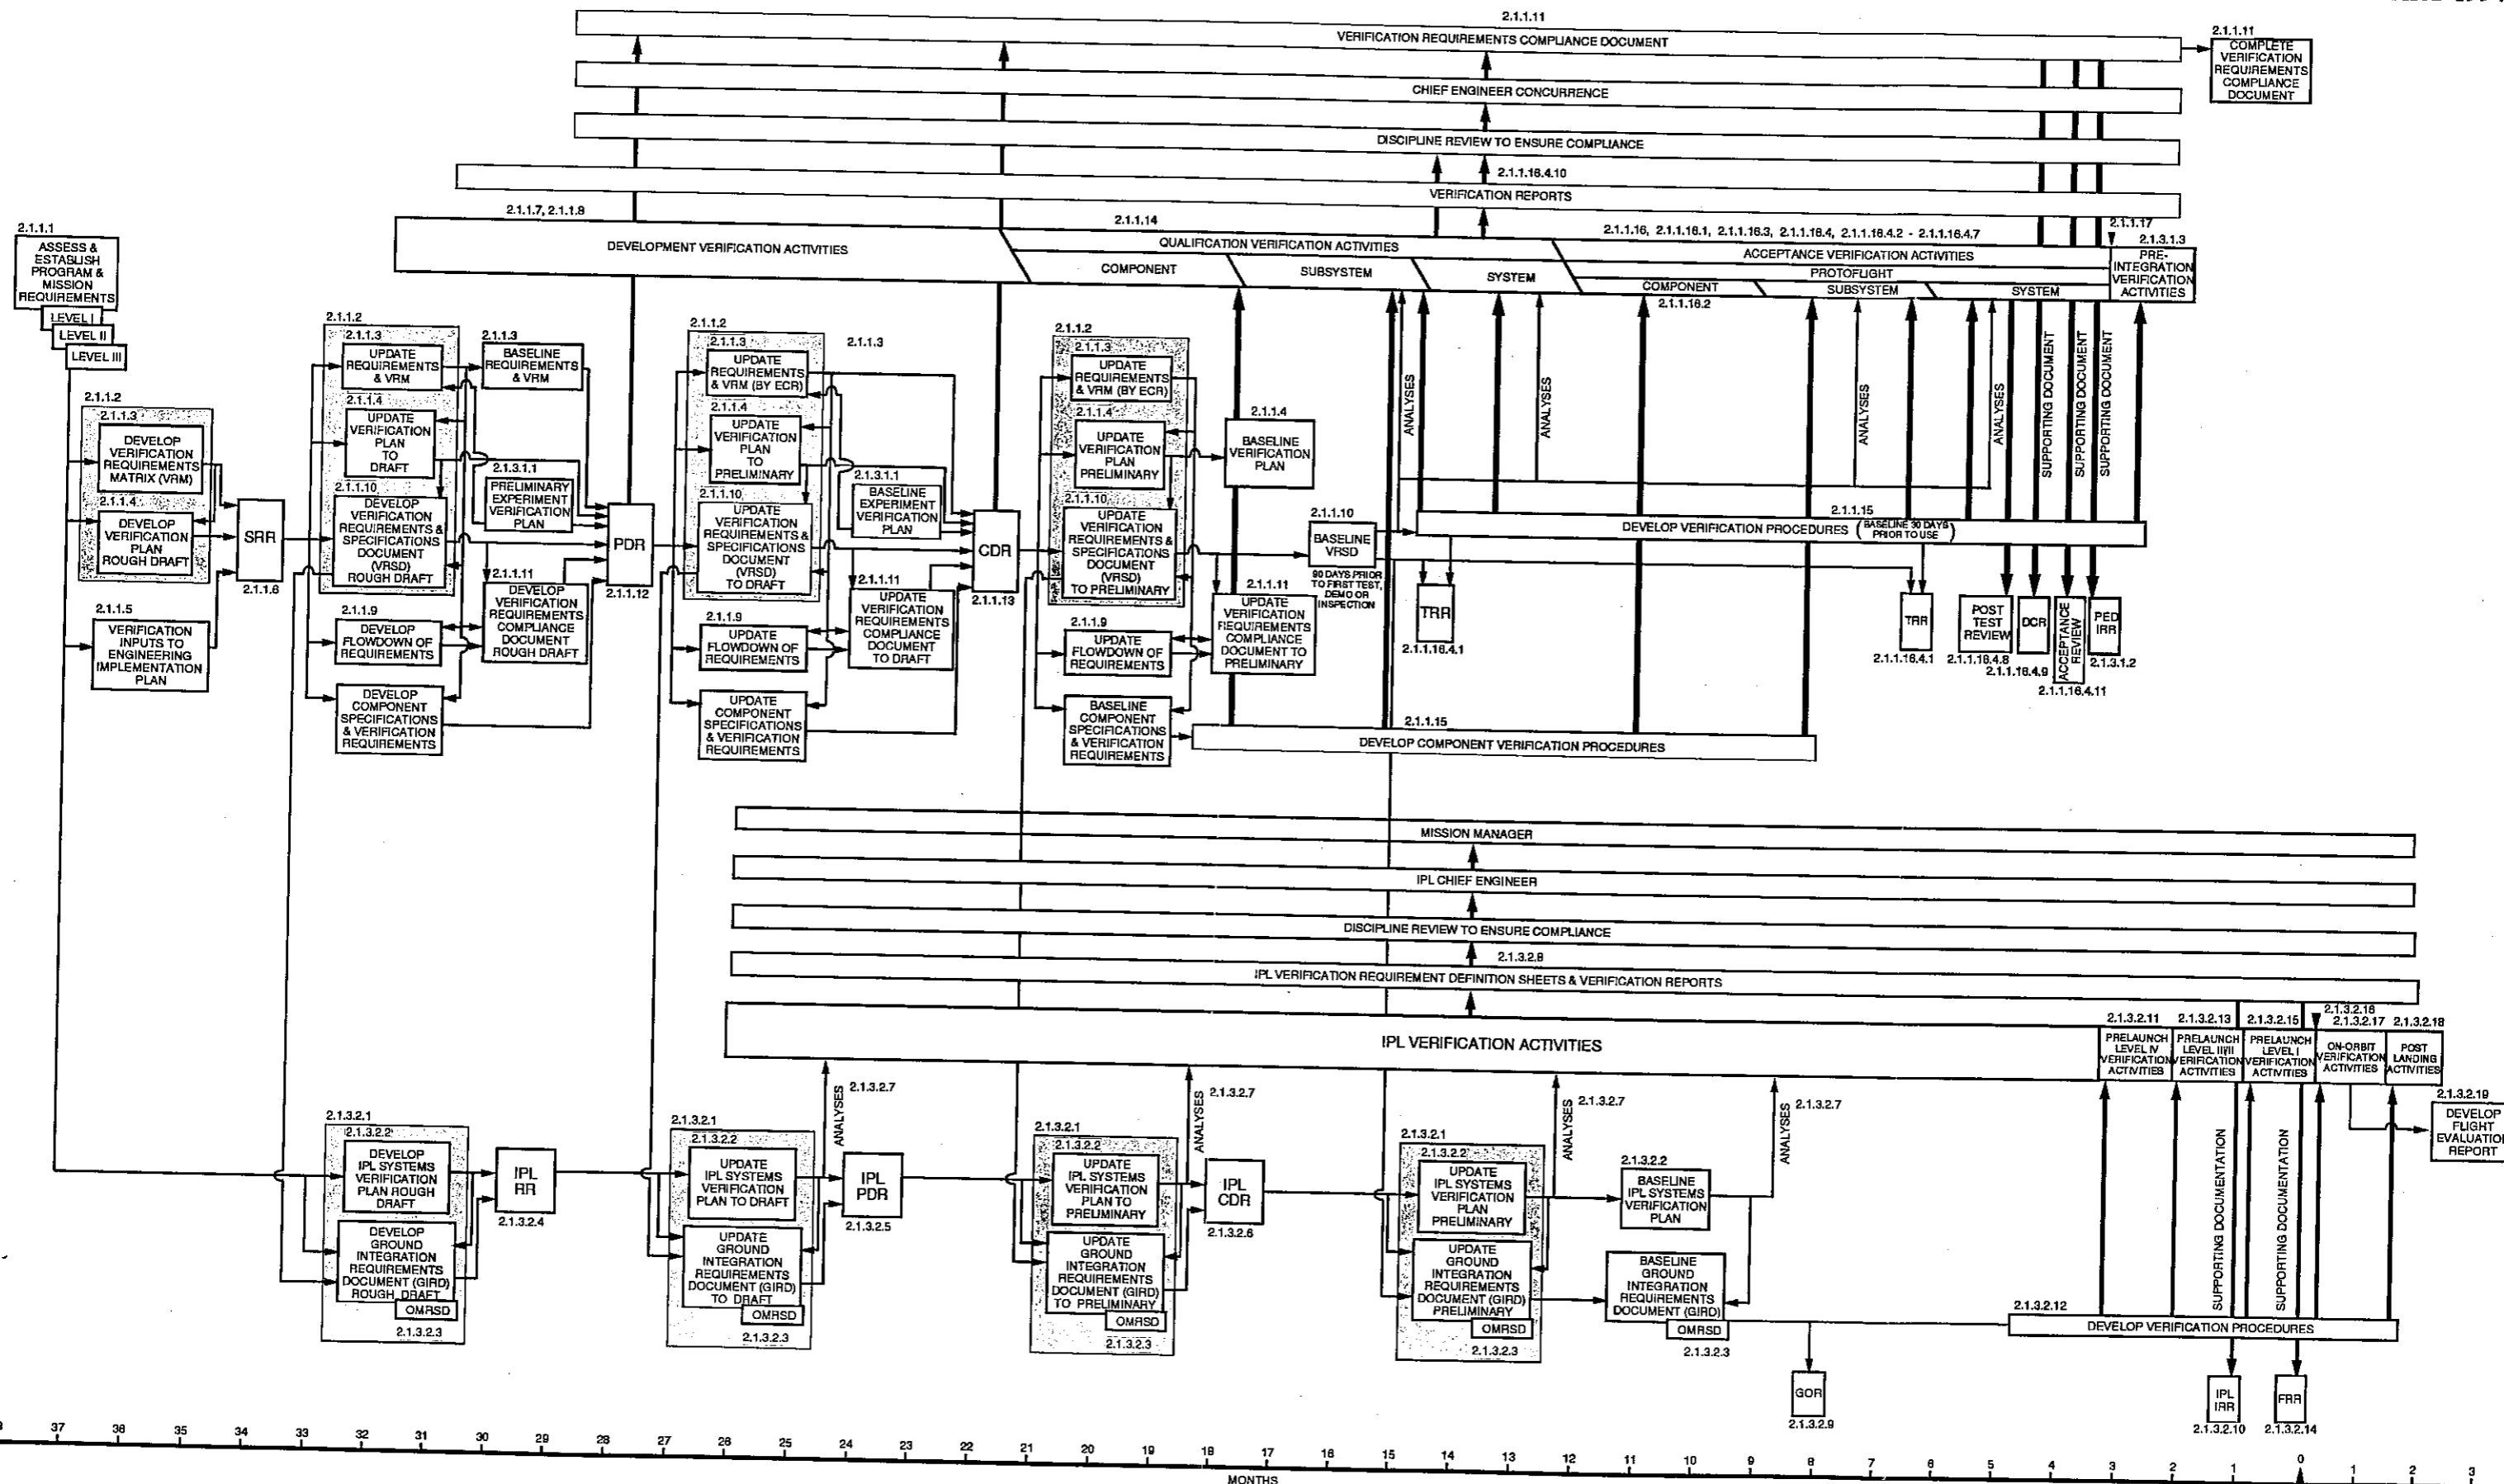 2.1.1.11
VERIFICATION REQUIREMENTS COMPLIANCE DOCUMENT
2.1.1.11
COMPLETE
VERIFICATION
REQUIREMENTS
COMPLIANCE
DOCUMENT
CHIEF ENGINEER CONCURRENCE
DISCIPLINE REVIEW TO ENSURE COMPLIANCE
2.1.1.16.4.10
VERIFICATION REPORTS
2.1.1.7, 2.1.1.8
DEVELOPMENT VERIFICATION ACTIVITIES
2.1.1.14
QUALIFICATION VERIFICATION ACTIVITIES
COMPONENT
SUBSYSTEM
SYSTEM
2.1.1.16, 2.1.1.16.1, 2.1.1.16.3, 2.1.1.16.4, 2.1.1.16.4.2 - 2.1.1.16.4.7
ACCEPTANCE VERIFICATION ACTIVITIES
PROTOFLIGHT
COMPONENT
SUBSYSTEM
SYSTEM
2.1.1.16.2
2.1.1.17
2.1.3.1.3
PRE-
INTEGRATION
VERIFICATION
ACTIVITIES
2.1.1.1
ASSESS &
ESTABLISH
PROGRAM &
MISSION
REQUIREMENTS
LEVEL I
LEVEL II
LEVEL III
2.1.1.2
2.1.1.3
DEVELOP
VERIFICATION
REQUIREMENTS
MATRIX (VRM)
2.1.1.4
DEVELOP
VERIFICATION
PLAN
ROUGH DRAFT
2.1.1.5
VERIFICATION
INPUTS TO
ENGINEERING
IMPLEMENTATION
PLAN
SRR
2.1.1.6
2.1.1.2
2.1.1.3
UPDATE
REQUIREMENTS
& VRM
2.1.1.4
UPDATE
VERIFICATION
PLAN
TO
DRAFT
2.1.1.10
DEVELOP
VERIFICATION
REQUIREMENTS &
SPECIFICATIONS
DOCUMENT
(VRSD)
ROUGH DRAFT
2.1.1.9
DEVELOP
FLOWDOWN OF
REQUIREMENTS
DEVELOP
COMPONENT
SPECIFICATIONS
& VERIFICATION
REQUIREMENTS
2.1.1.3
BASELINE
REQUIREMENTS
& VRM
2.1.3.1.1
PRELIMINARY
EXPERIMENT
VERIFICATION
PLAN
2.1.1.11
DEVELOP
VERIFICATION
REQUIREMENTS
COMPLIANCE
DOCUMENT
ROUGH DRAFT
PDR
2.1.1.12
2.1.1.2
2.1.1.3
UPDATE
REQUIREMENTS
& VRM (BY ECR)
2.1.1.3
2.1.1.4
UPDATE
VERIFICATION
PLAN
TO
PRELIMINARY
2.1.1.10
UPDATE
VERIFICATION
REQUIREMENTS &
SPECIFICATIONS
DOCUMENT
(VRSD)
TO DRAFT
2.1.1.9
UPDATE
FLOWDOWN OF
REQUIREMENTS
UPDATE
COMPONENT
SPECIFICATIONS
& VERIFICATION
REQUIREMENTS
2.1.3.1.1
BASELINE
EXPERIMENT
VERIFICATION
PLAN
2.1.1.11
UPDATE
VERIFICATION
REQUIREMENTS
COMPLIANCE
DOCUMENT
TO DRAFT
CDR
2.1.1.13
2.1.1.2
2.1.1.3
UPDATE
REQUIREMENTS
& VRM (BY ECR)
2.1.1.4
UPDATE
VERIFICATION
PLAN
PRELIMINARY
2.1.1.10
UPDATE
VERIFICATION
REQUIREMENTS &
SPECIFICATIONS
DOCUMENT
(VRSD)
TO PRELIMINARY
2.1.1.9
UPDATE
FLOWDOWN OF
REQUIREMENTS
BASELINE
COMPONENT
SPECIFICATIONS
& VERIFICATION
REQUIREMENTS
2.1.1.4
BASELINE
VERIFICATION
PLAN
2.1.1.11
UPDATE
VERIFICATION
REQUIREMENTS
COMPLIANCE
DOCUMENT TO
PRELIMINARY
2.1.1.10
BASELINE
VRSD
90 DAYS PRIOR
TO FIRST TEST,
DEMO OR
INSPECTION
ANALYSES
ANALYSES
ANALYSES
ANALYSES
SUPPORTING DOCUMENT
SUPPORTING DOCUMENT
SUPPORTING DOCUMENT
2.1.1.15
DEVELOP VERIFICATION PROCEDURES (BASELINE 30 DAYS
PRIOR TO USE)
TRR
2.1.1.16.4.1
TRR
2.1.1.16.4.1
POST
TEST
REVIEW
2.1.1.16.4.8
DCR
2.1.1.16.4.9
ACCEPTANCE
REVIEW
2.1.1.16.4.11
PED
IRR
2.1.3.1.2
2.1.1.15
DEVELOP COMPONENT VERIFICATION PROCEDURES
MISSION MANAGER
IPL CHIEF ENGINEER
DISCIPLINE REVIEW TO ENSURE COMPLIANCE
2.1.3.2.8
IPL VERIFICATION REQUIREMENT DEFINITION SHEETS & VERIFICATION REPORTS
IPL VERIFICATION ACTIVITIES
2.1.3.2.11
PRELAUNCH
LEVEL IV
VERIFICATION
ACTIVITIES
2.1.3.2.13
PRELAUNCH
LEVEL III/II
VERIFICATION
ACTIVITIES
2.1.3.2.15
PRELAUNCH
LEVEL I
VERIFICATION
ACTIVITIES
2.1.3.2.16
2.1.3.2.17
ON-ORBIT
VERIFICATION
ACTIVITIES
2.1.3.2.18
POST
LANDING
ACTIVITIES
2.1.3.2.19
DEVELOP
FLIGHT
EVALUATION
REPORT
2.1.3.2.1
2.1.3.2.2
DEVELOP
IPL SYSTEMS
VERIFICATION
PLAN ROUGH
DRAFT
DEVELOP
GROUND
INTEGRATION
REQUIREMENTS
DOCUMENT (GIRD)
ROUGH DRAFT
OMRSD
2.1.3.2.3
IPL
RR
2.1.3.2.4
2.1.3.2.1
2.1.3.2.2
UPDATE
IPL SYSTEMS
VERIFICATION
PLAN TO DRAFT
UPDATE
GROUND
INTEGRATION
REQUIREMENTS
DOCUMENT (GIRD)
TO DRAFT
OMRSD
2.1.3.2.3
ANALYSES
2.1.3.2.7
IPL
PDR
2.1.3.2.5
2.1.3.2.1
2.1.3.2.2
UPDATE
IPL SYSTEMS
VERIFICATION
PLAN TO
PRELIMINARY
UPDATE
GROUND
INTEGRATION
REQUIREMENTS
DOCUMENT (GIRD)
TO PRELIMINARY
OMRSD
2.1.3.2.3
ANALYSES
2.1.3.2.7
IPL
CDR
2.1.3.2.6
2.1.3.2.1
2.1.3.2.2
UPDATE
IPL SYSTEMS
VERIFICATION
PLAN
PRELIMINARY
UPDATE
GROUND
INTEGRATION
REQUIREMENTS
DOCUMENT (GIRD)
PRELIMINARY
OMRSD
2.1.3.2.3
ANALYSES
2.1.3.2.7
2.1.3.2.2
BASELINE
IPL SYSTEMS
VERIFICATION
PLAN
BASELINE
GROUND
INTEGRATION
REQUIREMENTS
DOCUMENT (GIRD)
OMRSD
2.1.3.2.3
ANALYSES
2.1.3.2.7
GOR
2.1.3.2.9
SUPPORTING DOCUMENTATION
SUPPORTING DOCUMENTATION
2.1.3.2.12
DEVELOP VERIFICATION PROCEDURES
IPL
IRR
2.1.3.2.10
FRR
2.1.3.2.14
37 36 35 34 33 32 31 30 29 28 27 26 25 24 23 22 21 20 19 18 17 16 15 14 13 12 11 10 9 8 7 6 5 4 3 2 1 0 1 2 3
MONTHS